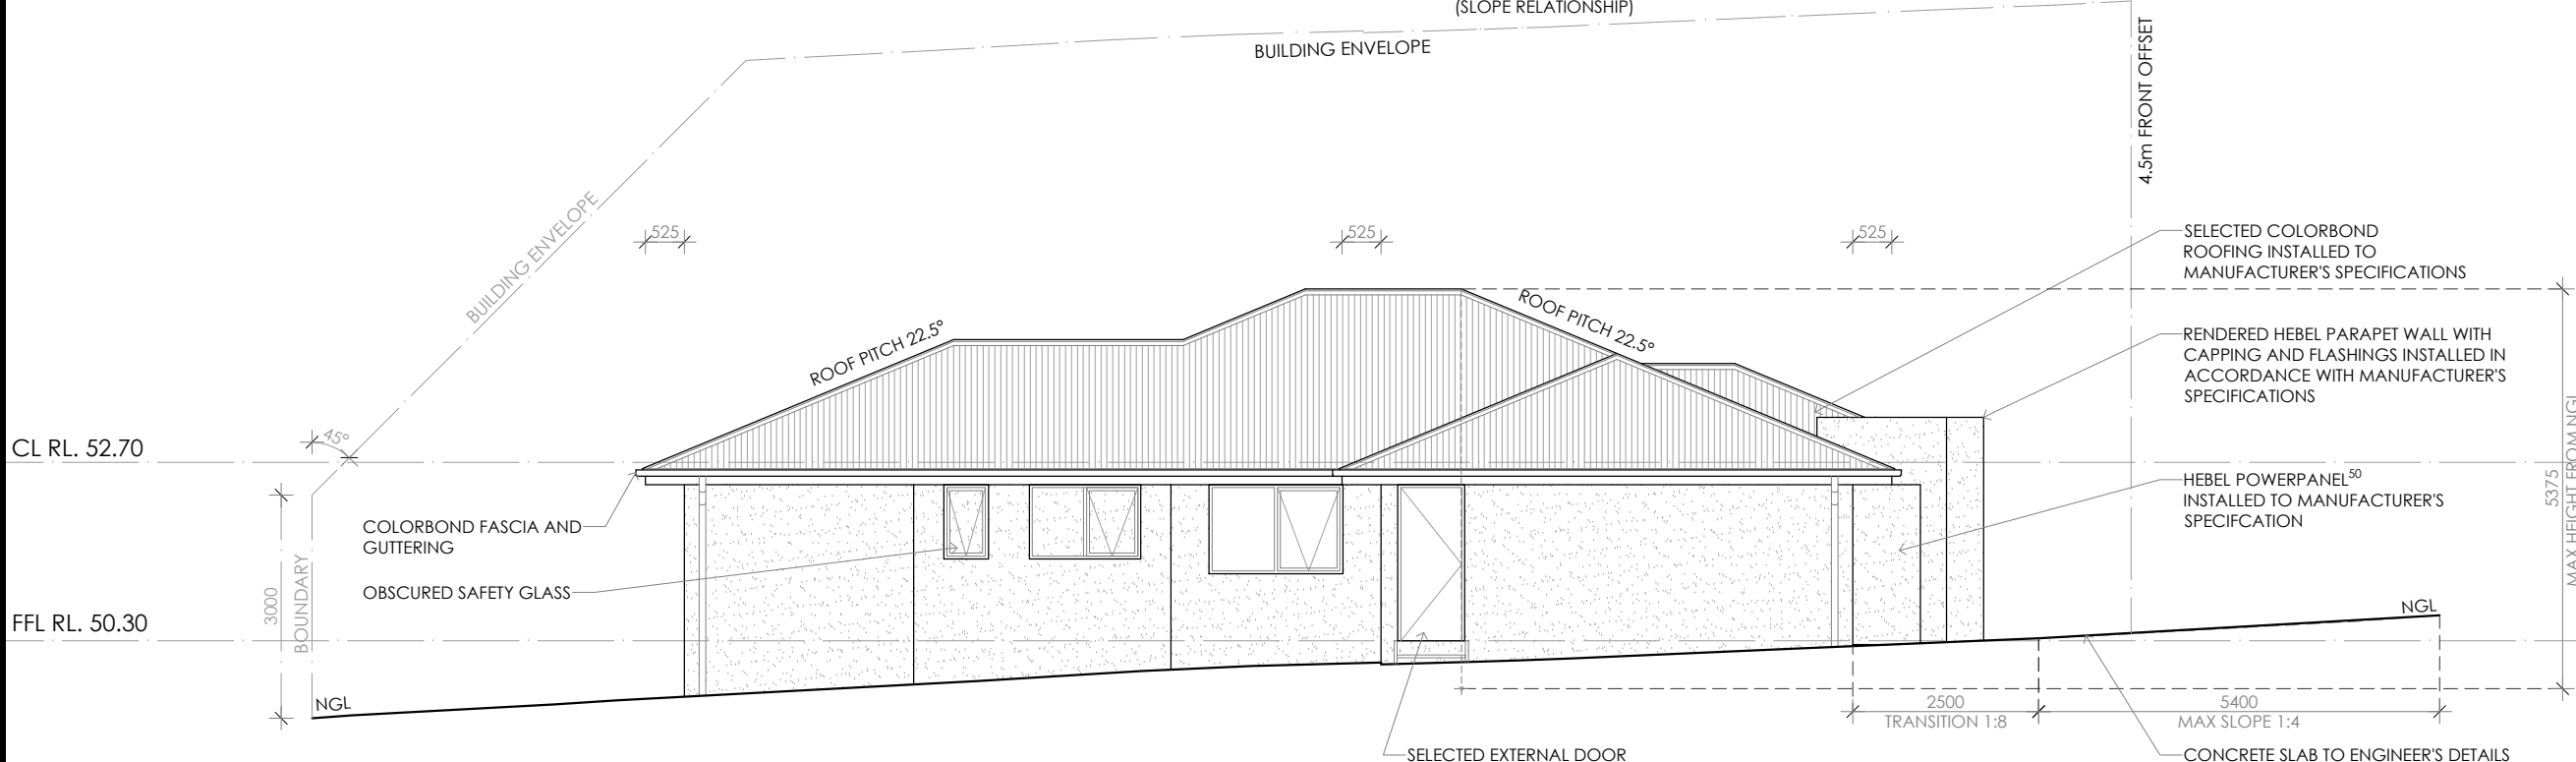 (SLOPE RELATIONSHIP)
BUILDING ENVELOPE
4.5m FRONT OFFSET
BUILDING ENVELOPE
525
525
525
SELECTED COLORBOND
ROOFING INSTALLED TO
MANUFACTURER'S SPECIFICATIONS
ROOF PITCH 22.5°
ROOF PITCH 22.5°
RENDERED HEBEL PARAPET WALL WITH
CAPPING AND FLASHINGS INSTALLED IN
ACCORDANCE WITH MANUFACTURER'S
SPECIFICATIONS
45°
CL RL. 52.70
HEBEL POWERPANEL⁵⁰
INSTALLED TO MANUFACTURER'S
SPECIFCATION
5375
MAX HEIGHT FROM NGL
COLORBOND FASCIA AND
GUTTERING
OBSCURED SAFETY GLASS
3000
BOUNDARY
FFL RL. 50.30
NGL
NGL
2500
TRANSITION 1:8
5400
MAX SLOPE 1:4
SELECTED EXTERNAL DOOR
CONCRETE SLAB TO ENGINEER'S DETAILS